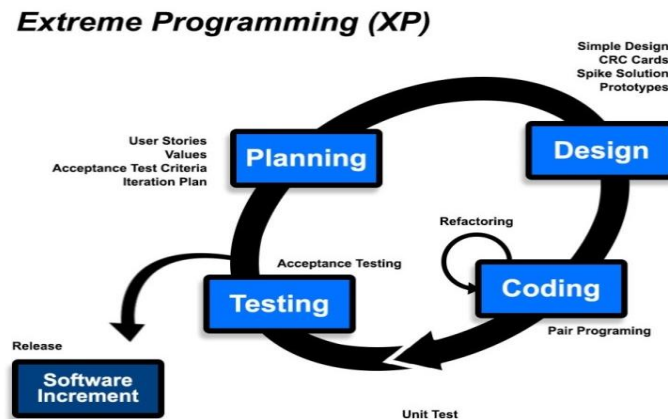 Extreme Programming (XP)
Simple Design
CRC Cards
Spike Solution
Prototypes
User Stories
Values
Acceptance Test Criteria
Iteration Plan
Planning
Design
Refactoring
Acceptance Testing
Testing
Coding
Pair Programing
Release
Software
Increment
Unit Test